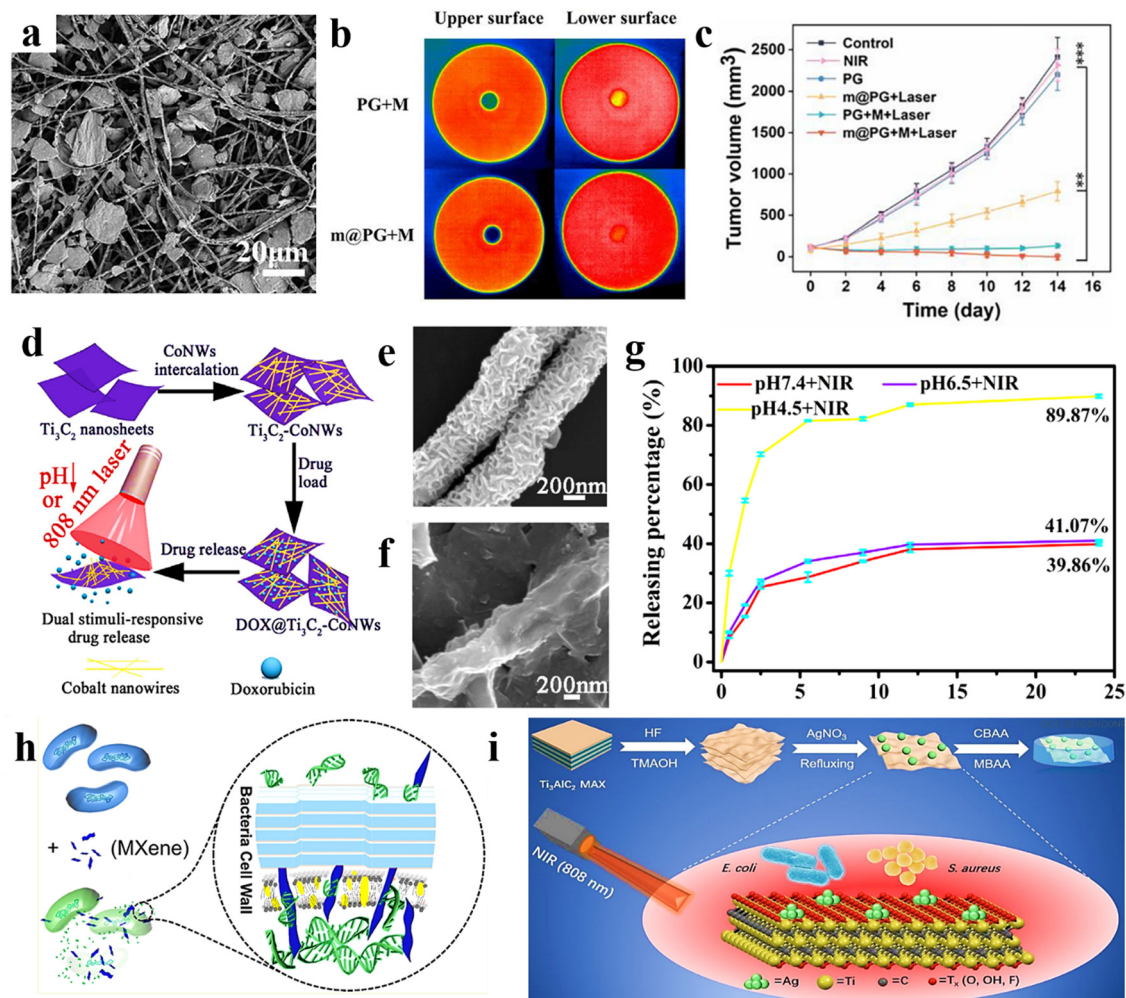 a
20μm
b
Upper surface
Lower surface
PG+M
m@PG+M
c
Tumor volume (mm³)
2500
2000
1500
1000
500
0
Control
NIR
PG
m@PG+Laser
PG+M+Laser
m@PG+M+Laser
***
**
0 2 4 6 8 10 12 14 16
Time (day)
d
CoNWs
intercalation
Ti₃C₂ nanosheets
Ti₃C₂-CoNWs
Drug
load
pH↓
or
808 nm laser
Drug release
Dual stimuli-responsive
drug release
DOX@Ti₃C₂-CoNWs
Cobalt nanowires
Doxorubicin
e
200nm
f
200nm
g
Releasing percentage (%)
100
80
60
40
20
0
pH7.4+NIR
pH6.5+NIR
pH4.5+NIR
89.87%
41.07%
39.86%
0 5 10 15 20 25
h
+
(MXene)
Bacteria Cell Wall
i
Ti₃AlC₂ MAX
HF
TMAOH
AgNO₃
Refluxing
CBAA
MBAA
NIR (808 nm)
E. coli
S. aureus
=Ag =Ti =C =Tₓ (O, OH, F)